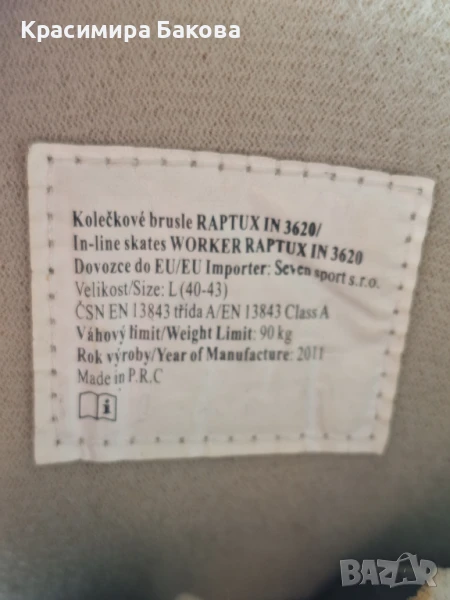 Красимира Бакова
Kolečkové brusle RAPTUX IN 3620/
In-line skates WORKER RAPTUX IN 3620
Dovozce do EU/EU Importer: Seven sport s.r.o.
Velikost/Size: L (40-43)
ČSN EN 13843 třída A/EN 13843 Class A
Váhový límit/Weight Limit: 90 kg
Rok výroby/Year of Manufacture: 2011
Made in P.R.C
BAZAR